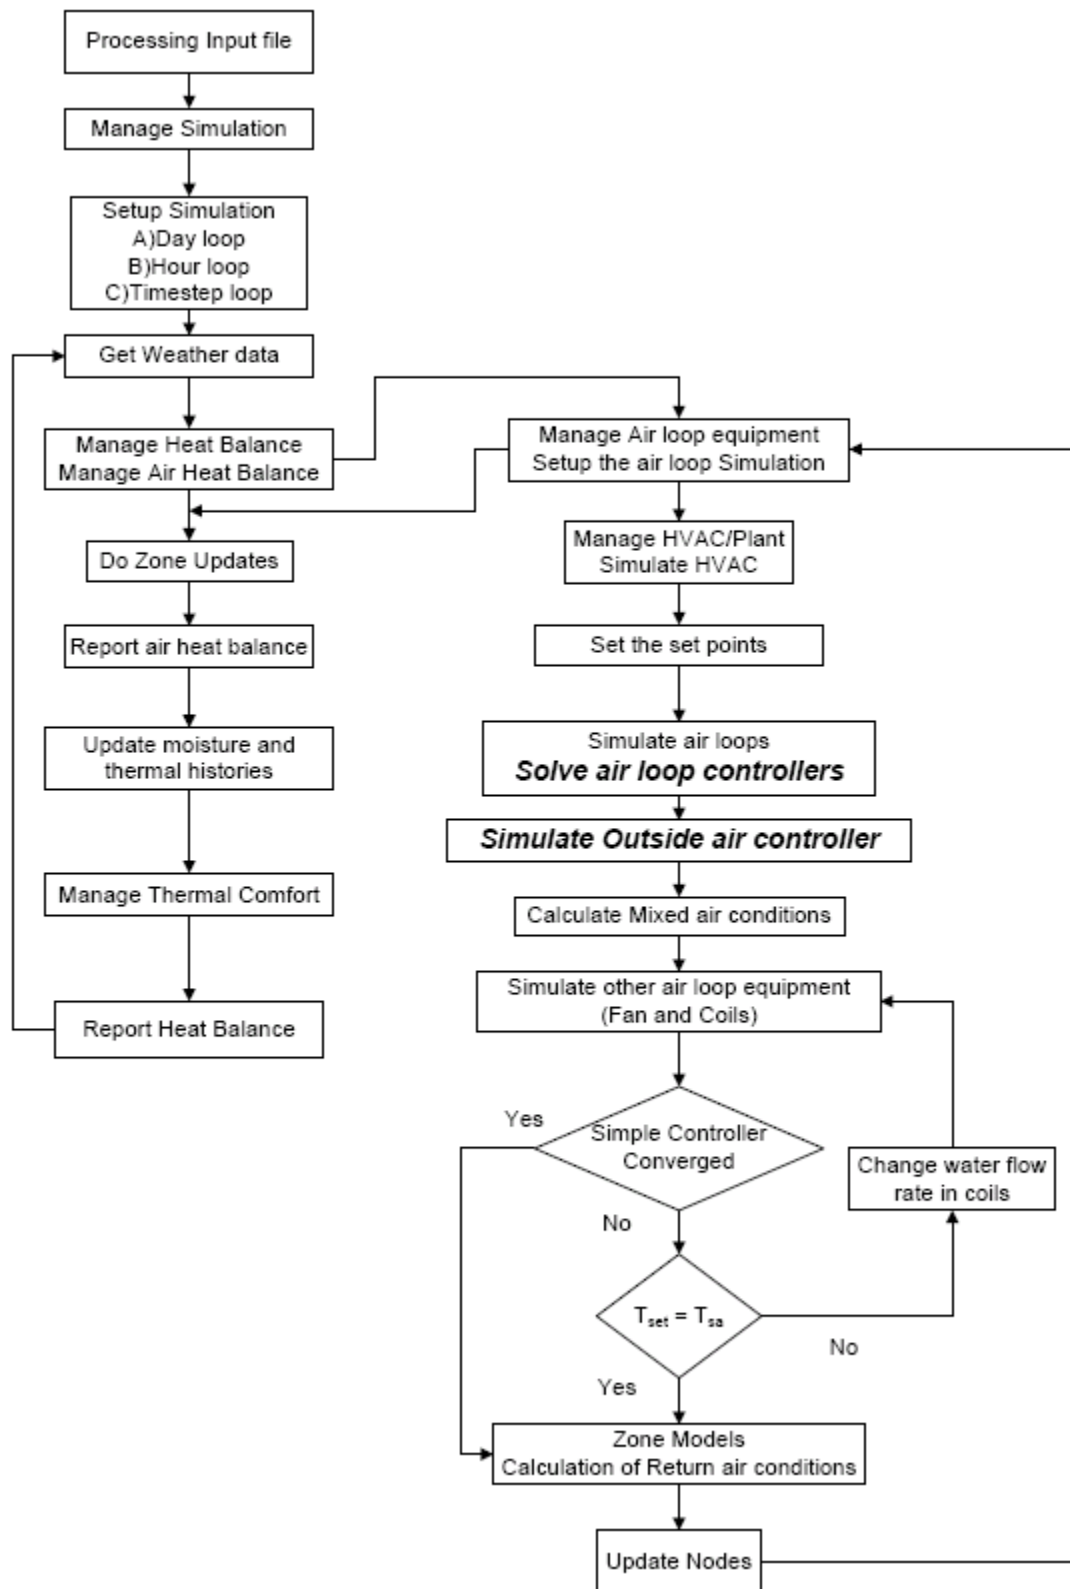 Processing Input file
Manage Simulation
Setup Simulation
A)Day loop
B)Hour loop
C)Timestep loop
Get Weather data
Manage Heat Balance
Manage Air Heat Balance
Do Zone Updates
Report air heat balance
Update moisture and
thermal histories
Manage Thermal Comfort
Report Heat Balance
Manage Air loop equipment
Setup the air loop Simulation
Manage HVAC/Plant
Simulate HVAC
Set the set points
Simulate air loops
Solve air loop controllers
Simulate Outside air controller
Calculate Mixed air conditions
Simulate other air loop equipment
(Fan and Coils)
Yes
Simple Controller
Converged
No
Change water flow
rate in coils
Tset = Tsa
No
Yes
Zone Models
Calculation of Return air conditions
Update Nodes